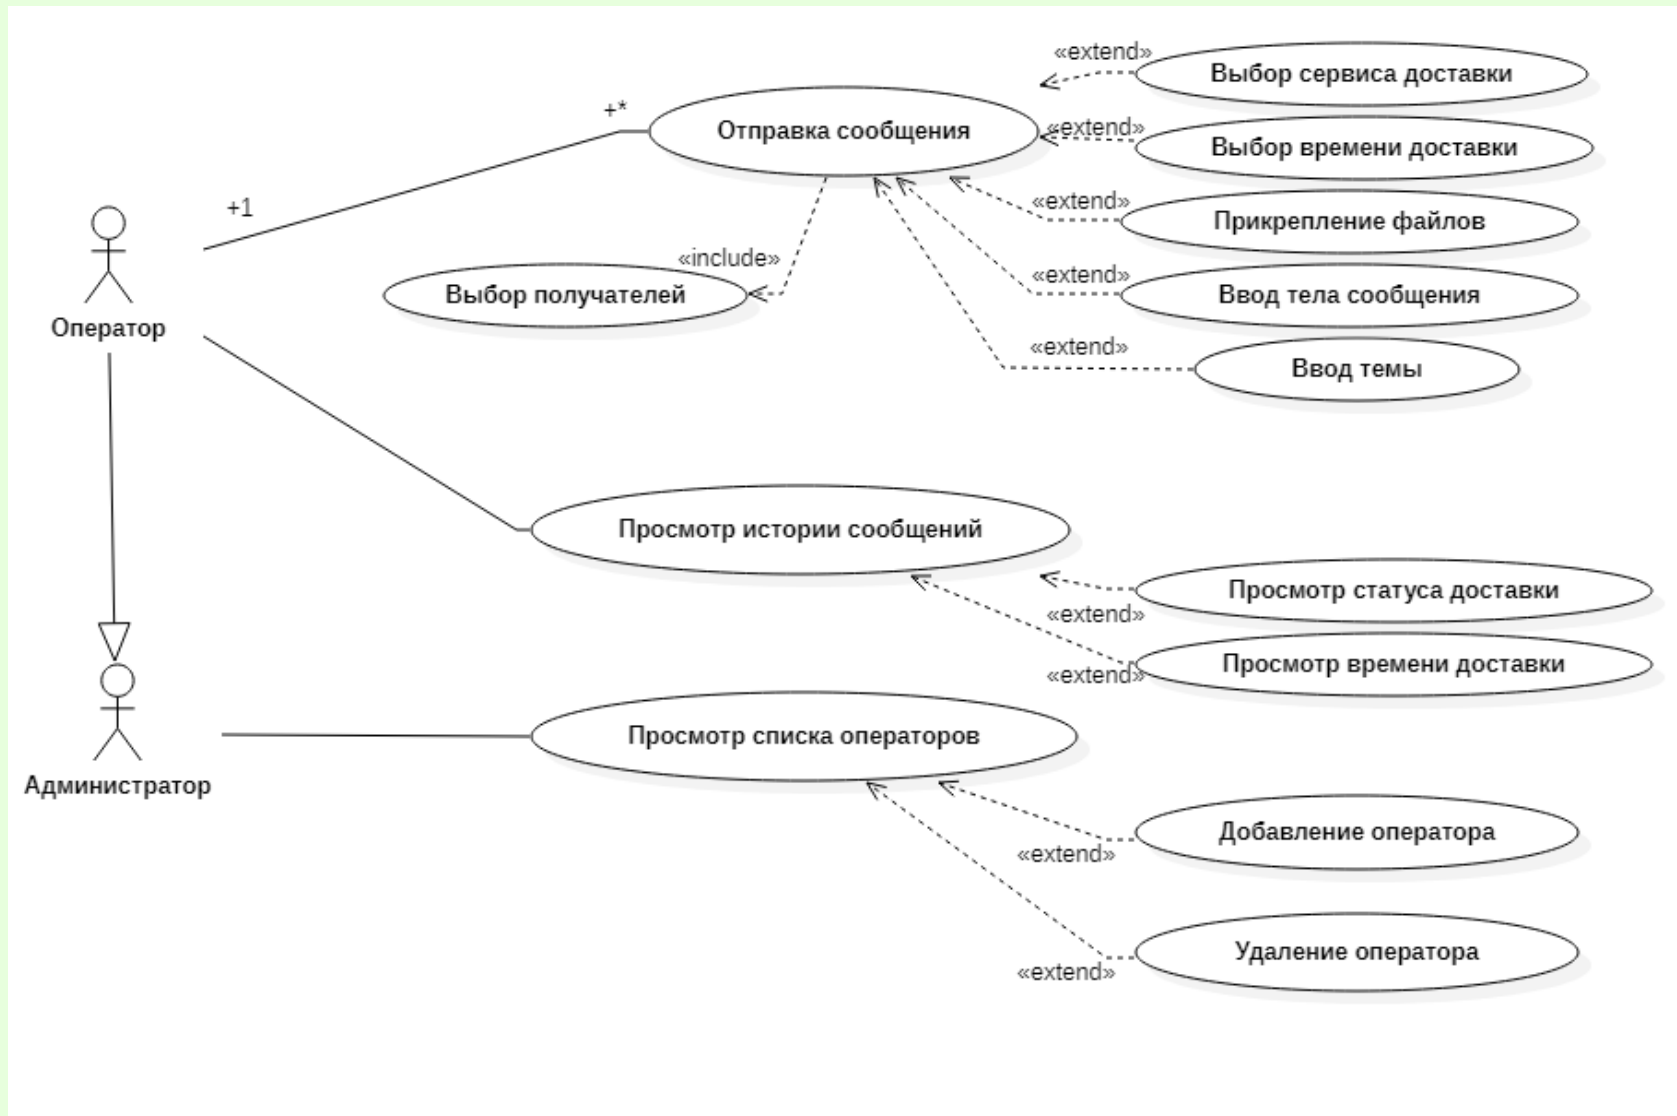 «extend»
Выбор сервиса доставки
+*
Отправка сообщения
«extend»
Выбор времени доставки
+1
«extend»
Прикрепление файлов
«include»
«extend»
Выбор получателей
Ввод тела сообщения
Оператор
«extend»
Ввод темы
Просмотр истории сообщений
Просмотр статуса доставки
«extend»
Просмотр времени доставки
«extend»
Просмотр списка операторов
Администратор
Добавление оператора
«extend»
Удаление оператора
«extend»